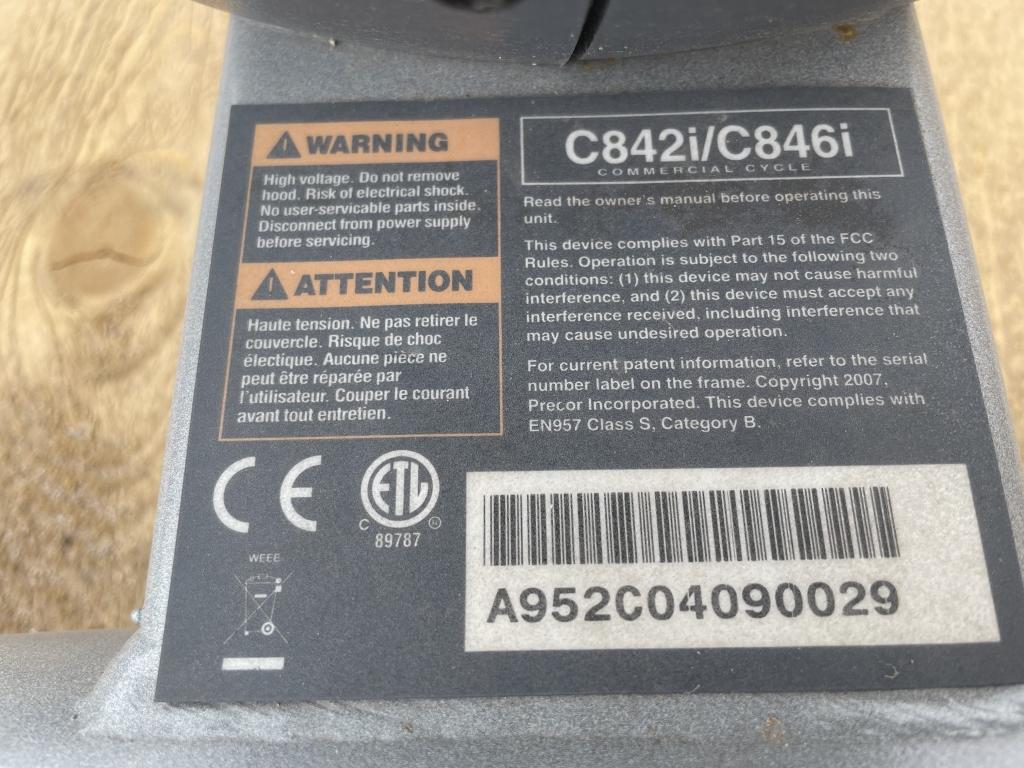 WARNING
High voltage. Do not remove
hood. Risk of electrical shock.
No user-servicable parts inside.
Disconnect from power supply
before servicing.
ATTENTION
Haute tension. Ne pas retirer le
couvercle. Risque de choc
électique. Aucune pièce ne
peut être réparée par
l'utilisateur. Couper le courant
avant tout entretien.
C842i/C846i
COMMERCIAL CYCLE
Read the owner's manual before operating this
unit.
This device complies with Part 15 of the FCC
Rules. Operation is subject to the following two
conditions: (1) this device may not cause harmful
interference, and (2) this device must accept any
interference received, including interference that
may cause undesired operation.
For current patent information, refer to the serial
number label on the frame. Copyright 2007,
Precor Incorporated. This device complies with
EN957 Class S, Category B.
CE
ETL
C
89787
WEEE
A952C04090029